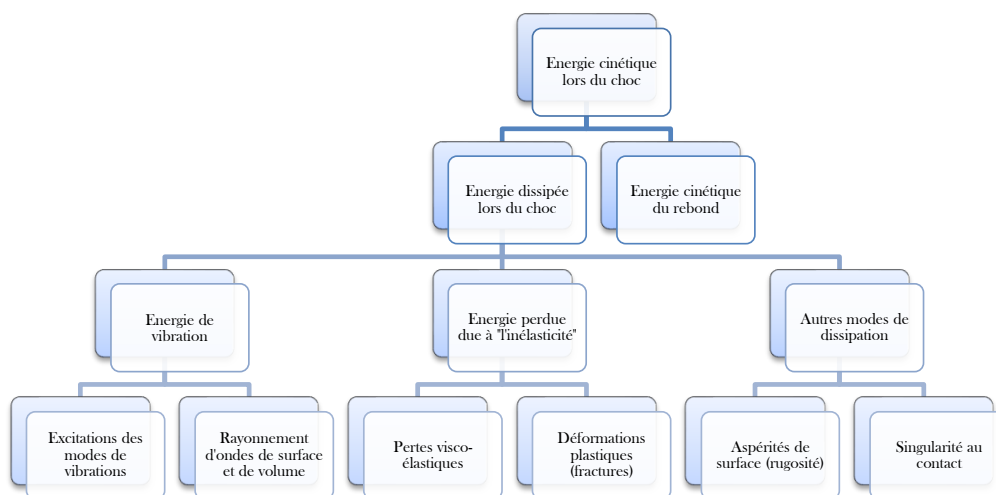 Energie cinétique
lors du choc
Energie dissipée
lors du choc
Energie cinétique
du rebond
Energie de
vibration
Energie perdue
due à "l'inélasticité"
Autres modes de
dissipation
Excitations des
modes de
vibrations
Rayonnement
d'ondes de surface
et de volume
Pertes visco-
élastiques
Déformations
plastiques
(fractures)
Aspérités de
surface (rugosité)
Singularité au
contact